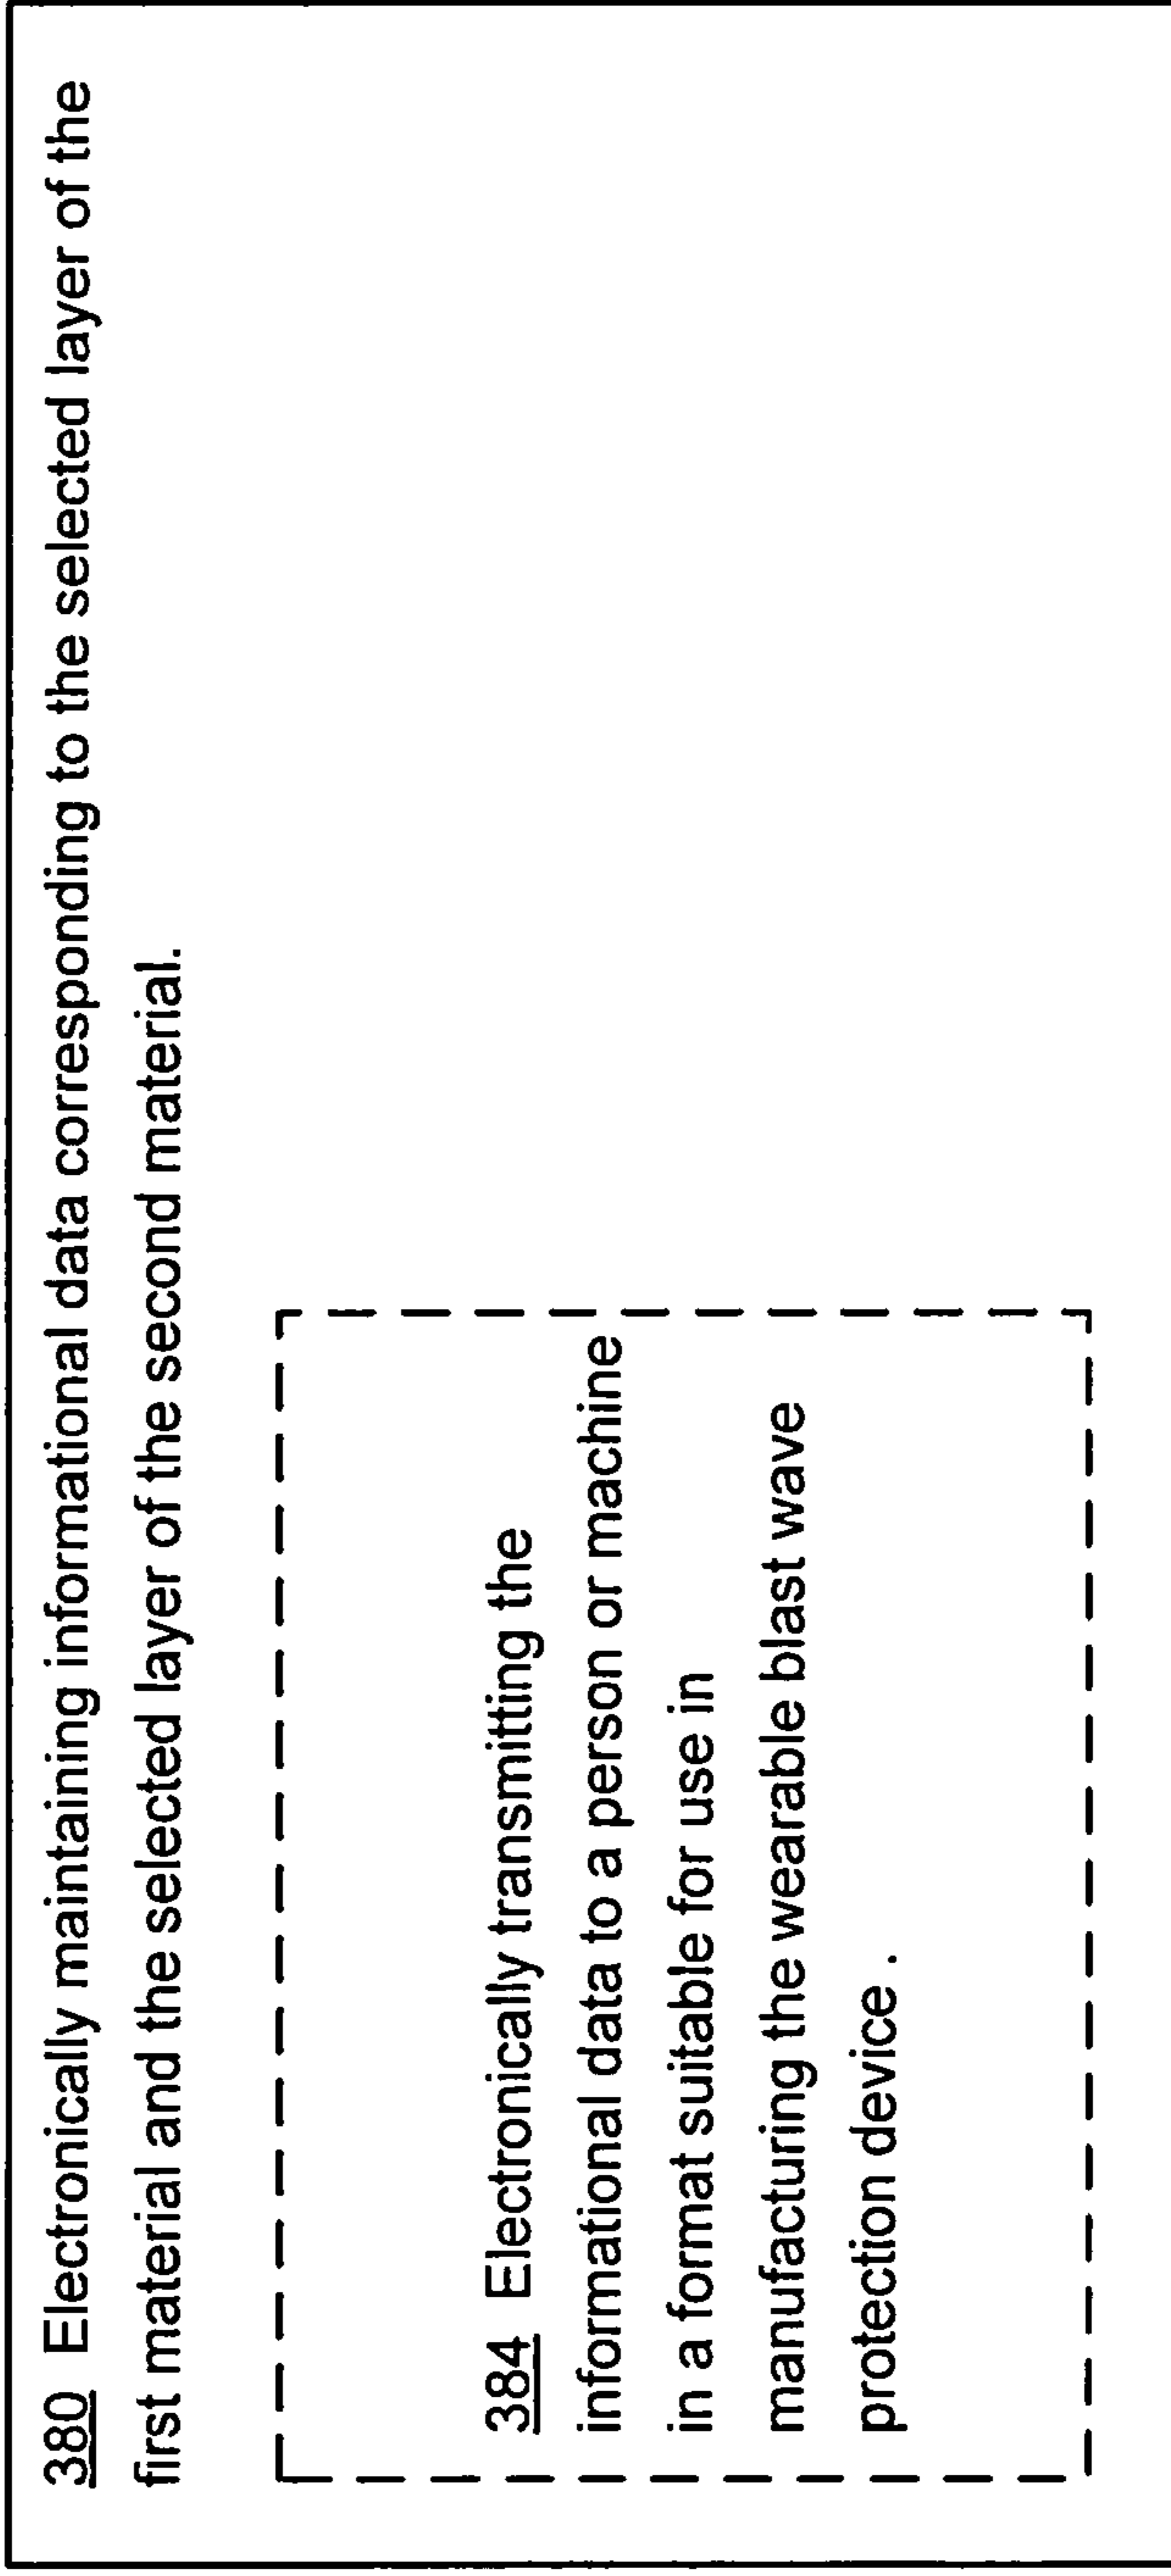 380 Electronically maintaining informational data corresponding to the selected layer of the
first material and the selected layer of the second material.
384 Electronically transmitting the
informational data to a person or machine
in a format suitable for use in
manufacturing the wearable blast wave
protection device .